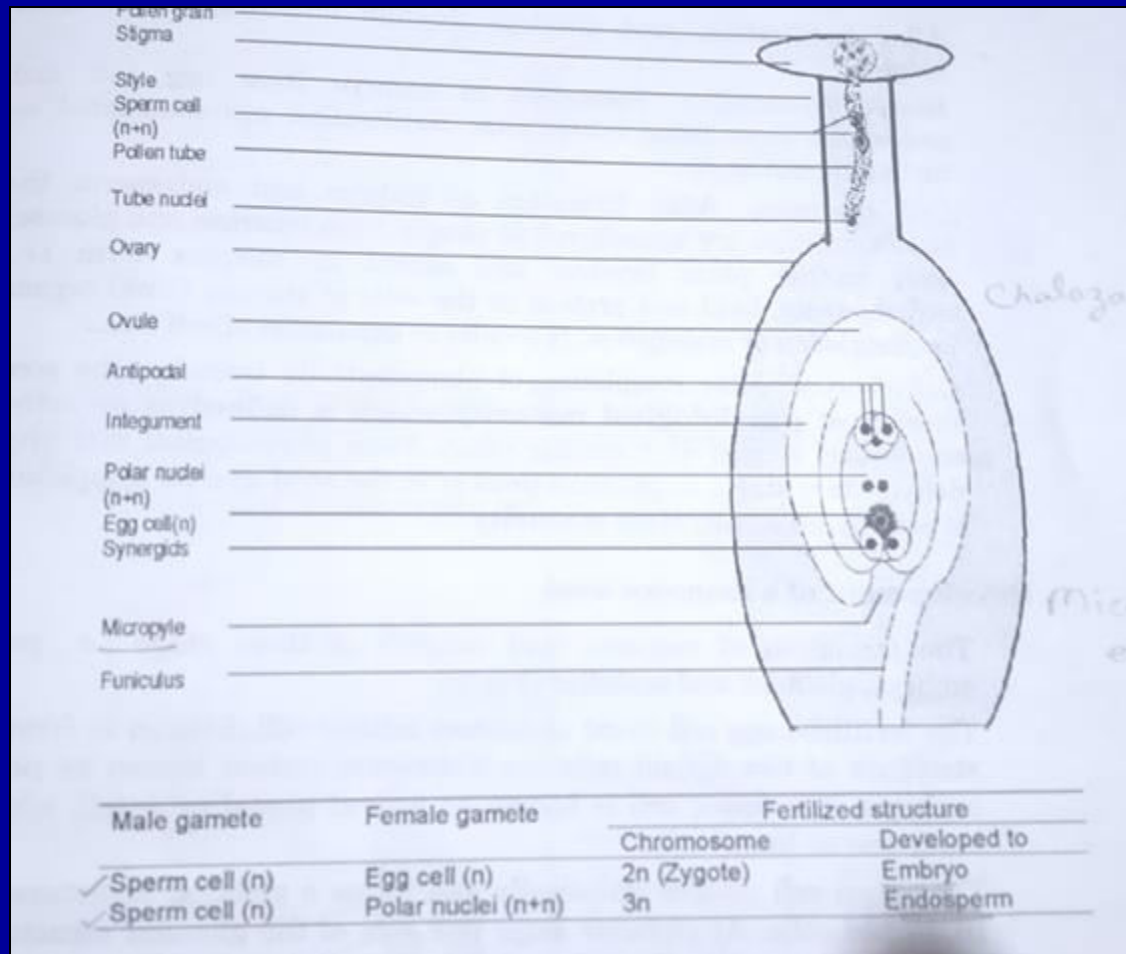 Pollen grain
Stigma
Style
Sperm cell
(n+n)
Pollen tube
Tube nuclei
Ovary
Chalaza
Ovule
Antipodal
Integument
Polar nuclei
(n+n)
Egg cell(n)
Synergids
Micropyle
Funiculus
Male gamete Female gamete Fertilized structure
Chromosome Developed to
Sperm cell (n) Egg cell (n) 2n (Zygote) Embryo
Sperm cell (n) Polar nuclei (n+n) 3n Endosperm